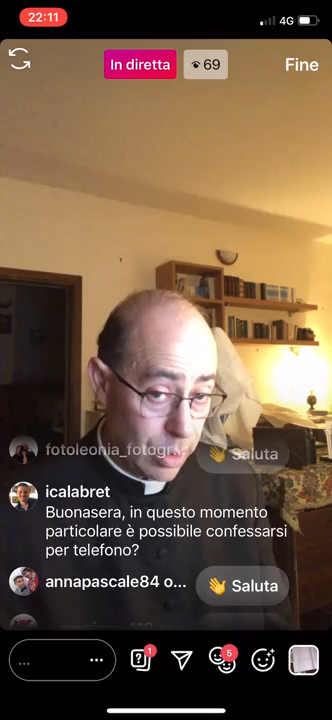 22:11
4G
In diretta
69
Fine
fotoleonia_fotogr...
Saluta
icalabret
Buonasera, in questo momento
particolare è possibile confessarsi
per telefono?
annapascale84 o...
Saluta
...
1
5